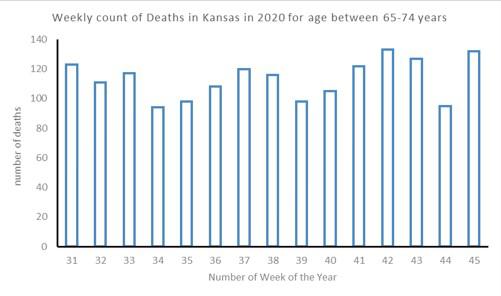 Weekly count of Deaths in Kansas in 2020 for age between 65-74 years
140
120
100
80
60
40
20
0
number of deaths
31 32 33 34 35 36 37 38 39 40 41 42 43 44 45
Number of Week of the Year